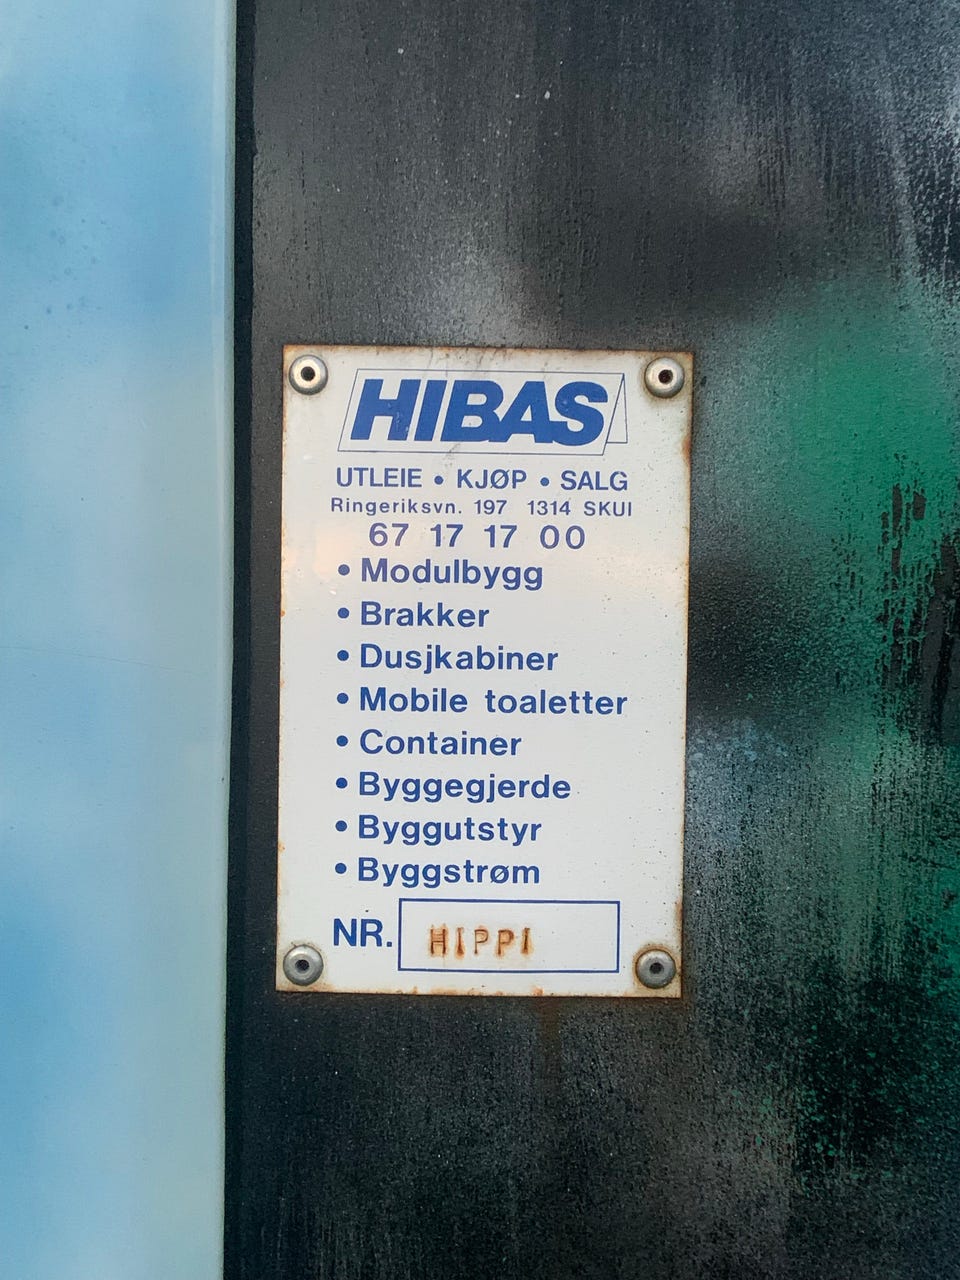 HIBAS
UTLEIE • KJØP • SALG
Ringeriksvn. 197 1314 SKUI
67 17 17 00
• Modulbygg
• Brakker
• Dusjkabiner
• Mobile toaletter
• Container
• Byggegjerde
• Byggutstyr
• Byggstrøm
NR. HIPPI